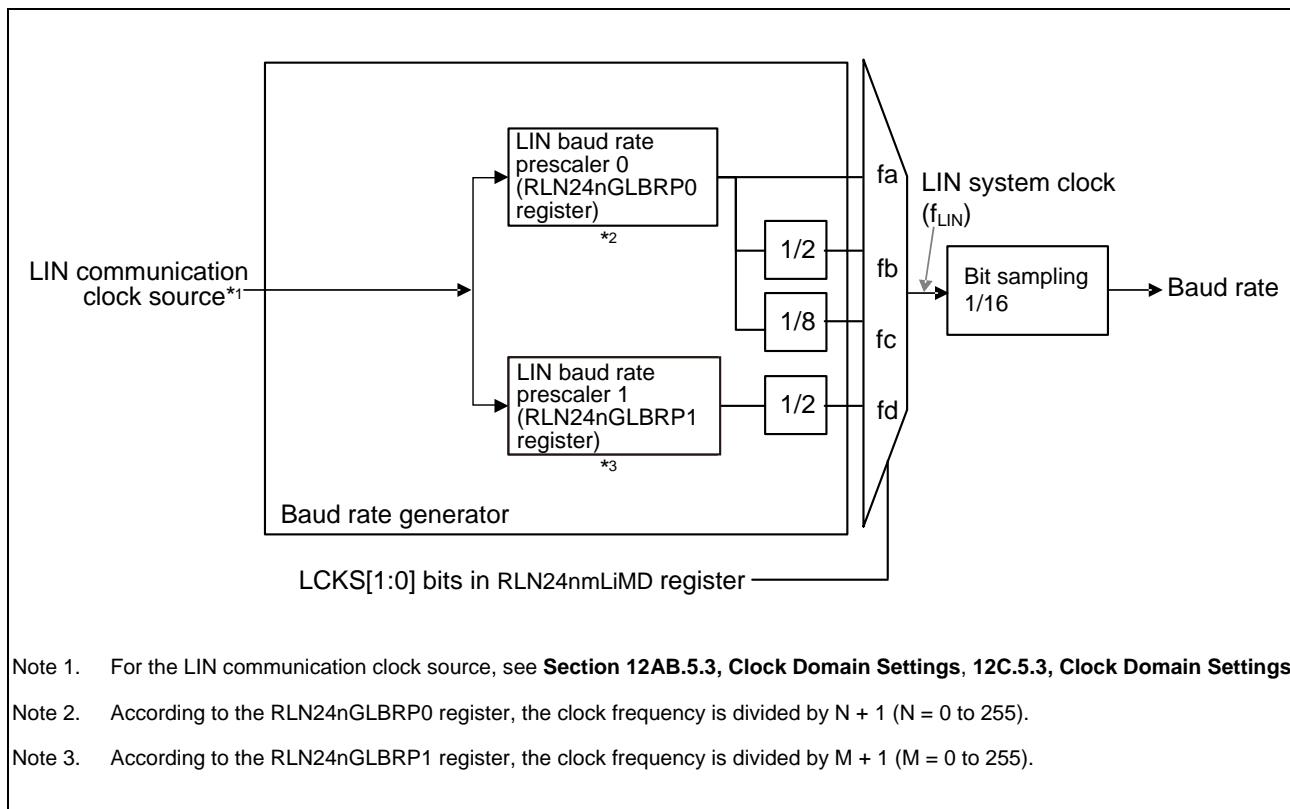 LIN baud rate
prescaler 0
(RLN24nGLBRP0
register)
*2
fa
LIN system clock
(fLIN)
1/2
fb
LIN communication
clock source*1
Bit sampling
1/16
Baud rate
1/8
fc
LIN baud rate
prescaler 1
(RLN24nGLBRP1
register)
*3
1/2
fd
Baud rate generator
LCKS[1:0] bits in RLN24nmLiMD register
Note 1. For the LIN communication clock source, see Section 12AB.5.3, Clock Domain Settings, 12C.5.3, Clock Domain Settings
Note 2. According to the RLN24nGLBRP0 register, the clock frequency is divided by N + 1 (N = 0 to 255).
Note 3. According to the RLN24nGLBRP1 register, the clock frequency is divided by M + 1 (M = 0 to 255).